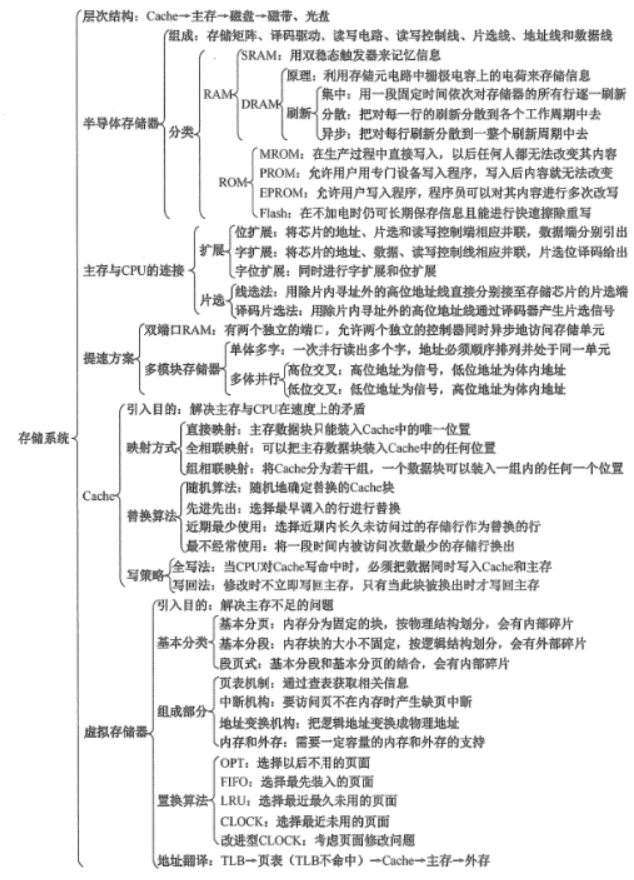 层次结构：Cache→主存→磁盘→磁带、光盘
组成：存储矩阵、译码驱动、读写电路、读写控制线、片选线、地址线和数据线
SRAM：用双稳态触发器来记忆信息
原理：利用存储元电路中栅极电容上的电荷来存储信息
RAM
集中：用一段固定时间依次对存储器的所有行逐一刷新
DRAM
刷新
分散：把对每一行的刷新分散到各个工作周期中去
半导体存储器
分类
异步：把对每行刷新分散到一整个刷新周期中去
MROM：在生产过程中直接写入，以后任何人都无法改变其内容
PROM：允许用户用专门设备写入程序，写入后内容就无法改变
ROM
EPROM：允许用户写入程序，程序员可以对其内容进行多次改写
Flash：在不加电时仍可长期保存信息且能进行快速擦除重写
位扩展：将芯片的地址、片选和读写控制端相应并联，数据端分别引出
扩展
字扩展：将芯片的地址、数据、读写控制线相应并联，片选位译码给出
主存与CPU的连接
字位扩展：同时进行字扩展和位扩展
线选法：用除片内寻址外的高位地址线直接分别接至存储芯片的片选端
片选
译码片选法：用除片内寻址外的高位地址线通过译码器产生片选信号
双端口RAM：有两个独立的端口，允许两个独立的控制器同时异步地访问存储单元
提速方案
单体多字：一次并行读出多个字，地址必须顺序排列并处于同一单元
多模块存储器
高位交叉：高位地址为信号，低位地址为体内地址
多体并行
低位交叉：低位地址为信号，高位地址为体内地址
引入目的：解决主存与CPU在速度上的矛盾
直接映射：主存数据块只能装入Cache中的唯一位置
存储系统
映射方式
全相联映射：可以把主存数据块装入Cache中的任何位置
组相联映射：将Cache分为若干组，一个数据块可以装入一组内的任何一个位置
Cache
随机算法：随机地确定替换的Cache块
先进先出：选择最早调入的行进行替换
替换算法
近期最少使用：选择近期内长久未访问过的存储行作为替换的行
最不经常使用：将一段时间内被访问次数最少的存储行换出
全写法：当CPU对Cache写命中时，必须把数据同时写入Cache和主存
写策略
写回法：修改时不立即写回主存，只有当此块被换出时才写回主存
引入目的：解决主存不足的问题
基本分页：内存分为固定的块，按物理结构划分，会有内部碎片
基本分类
基本分段：内存块的大小不固定，按逻辑结构划分，会有外部碎片
段页式：基本分段和基本分页的结合，会有内部碎片
页表机制：通过查表获取相关信息
中断机构：要访问页不在内存时产生缺页中断
组成部分
地址变换机构：把逻辑地址变换成物理地址
虚拟存储器
内存和外存：需要一定容量的内存和外存的支持
OPT：选择以后不用的页面
FIFO：选择最先装入的页面
置换算法
LRU：选择最近最久未用的页面
CLOCK：选择最近未用的页面
改进型CLOCK：考虑页面修改问题
地址翻译：TLB→页表（TLB不命中）→Cache→主存→外存